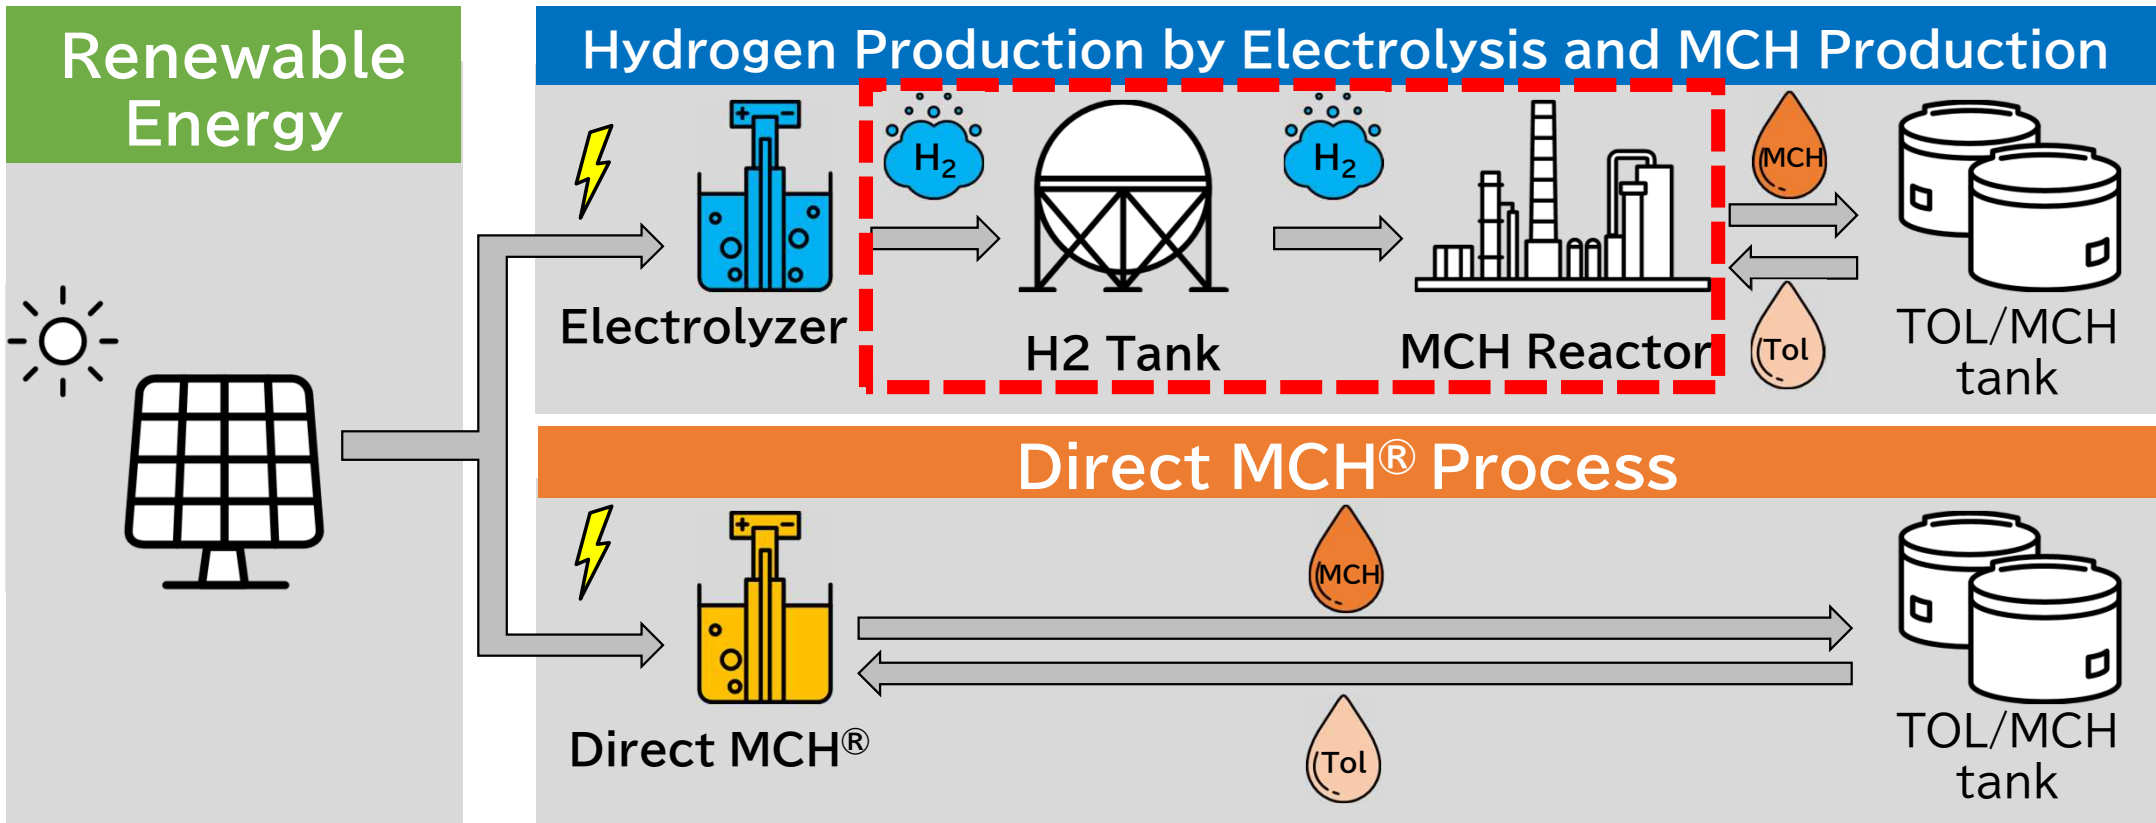 Renewable
Energy
Hydrogen Production by Electrolysis and MCH Production
+ -
H₂
H₂
MCH
Electrolyzer
H2 Tank
MCH Reactor
Tol
TOL/MCH
tank
Direct MCH® Process
+ -
MCH
Direct MCH®
Tol
TOL/MCH
tank